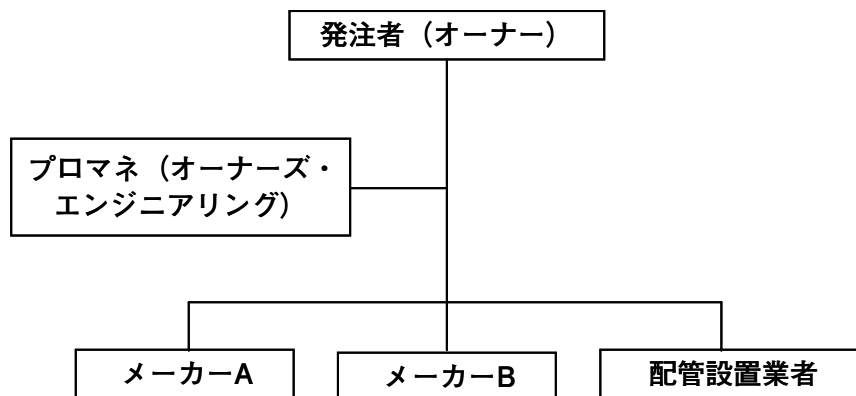 発注者（オーナー）
プロマネ（オーナーズ・
エンジニアリング）
メーカーA
メーカーB
配管設置業者